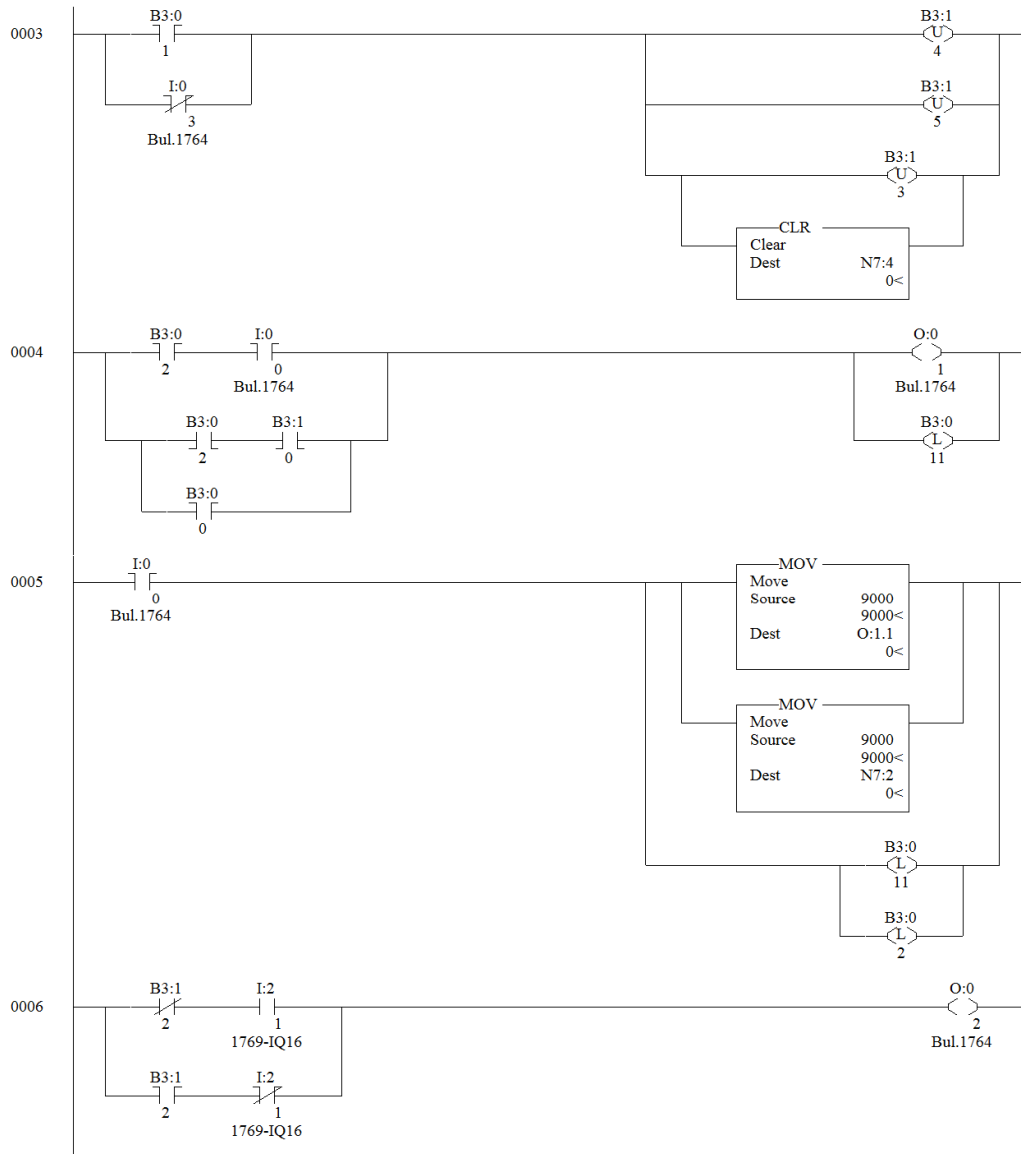 B3:0 B3:1
0003 U
1 4
I:0 B3:1
U
3 5
Bul.1764
B3:1
U
3
CLR
Clear
Dest N7:4
0<
B3:0 I:0 O:0
0004
2 0 1
Bul.1764 Bul.1764
B3:0 B3:1 B3:0
L
2 0 11
B3:0
0
I:0 MOV
0005 Move
0 Source 9000
Bul.1764 9000<
Dest O:1.1
0<
MOV
Move
Source 9000
9000<
Dest N7:2
0<
B3:0
L
11
B3:0
L
2
B3:1 I:2 O:0
0006
2 1 2
1769-IQ16 Bul.1764
B3:1 I:2
2 1
1769-IQ16